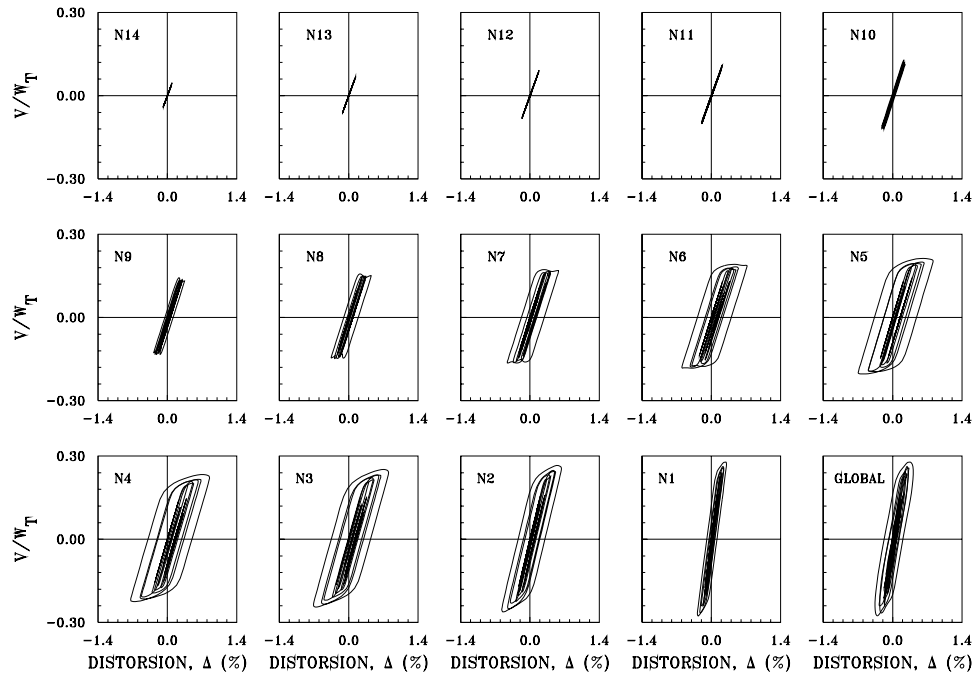 0.30
N14 N13 N12 N11 N10
V/W_T
0.00
−0.30
−1.4 0.0 1.4 −1.4 0.0 1.4 −1.4 0.0 1.4 −1.4 0.0 1.4 −1.4 0.0 1.4
0.30
N9 N8 N7 N6 N5
V/W_T
0.00
−0.30
−1.4 0.0 1.4 −1.4 0.0 1.4 −1.4 0.0 1.4 −1.4 0.0 1.4 −1.4 0.0 1.4
0.30
N4 N3 N2 N1 GLOBAL
V/W_T
0.00
−0.30
−1.4 0.0 1.4 −1.4 0.0 1.4 −1.4 0.0 1.4 −1.4 0.0 1.4 −1.4 0.0 1.4
DISTORSION, Δ (%) DISTORSION, Δ (%) DISTORSION, Δ (%) DISTORSION, Δ (%) DISTORSION, Δ (%)